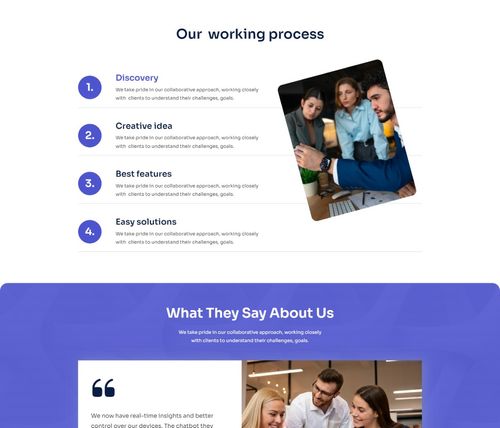 Our working process
1.
Discovery
We take pride in our collaborative approach, working closely
with clients to understand their challenges, goals.
2.
Creative idea
We take pride in our collaborative approach, working closely
with clients to understand their challenges, goals.
3.
Best features
We take pride in our collaborative approach, working closely
with clients to understand their challenges, goals.
4.
Easy solutions
We take pride in our collaborative approach, working closely
with clients to understand their challenges, goals.
What They Say About Us
We take pride in our collaborative approach, working closely
with clients to understand their challenges, goals.
“
We now have real-time insights and better
control over our devices. The chatbot they